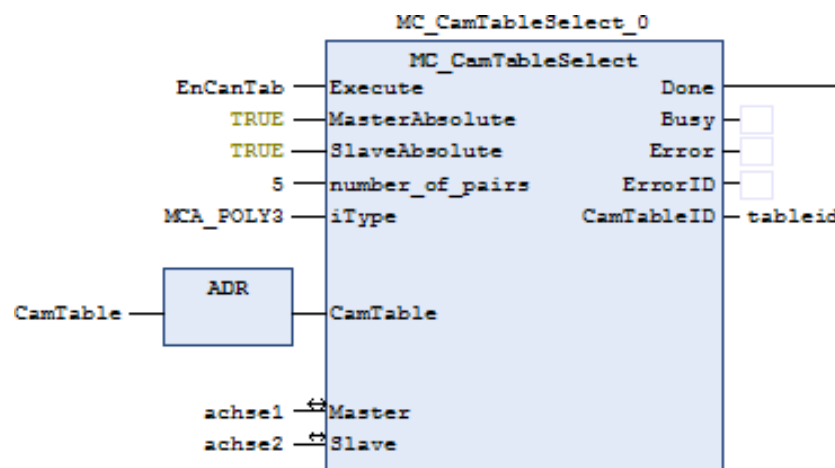 MC_CamTableSelect_0
MC_CamTableSelect
EnCanTab Execute Done
TRUE MasterAbsolute Busy
TRUE SlaveAbsolute Error
5 number_of_pairs ErrorID
MCA_POLY3 iType CamTableID tableid
ADR
CamTable CamTable
achse1 Master
achse2 Slave